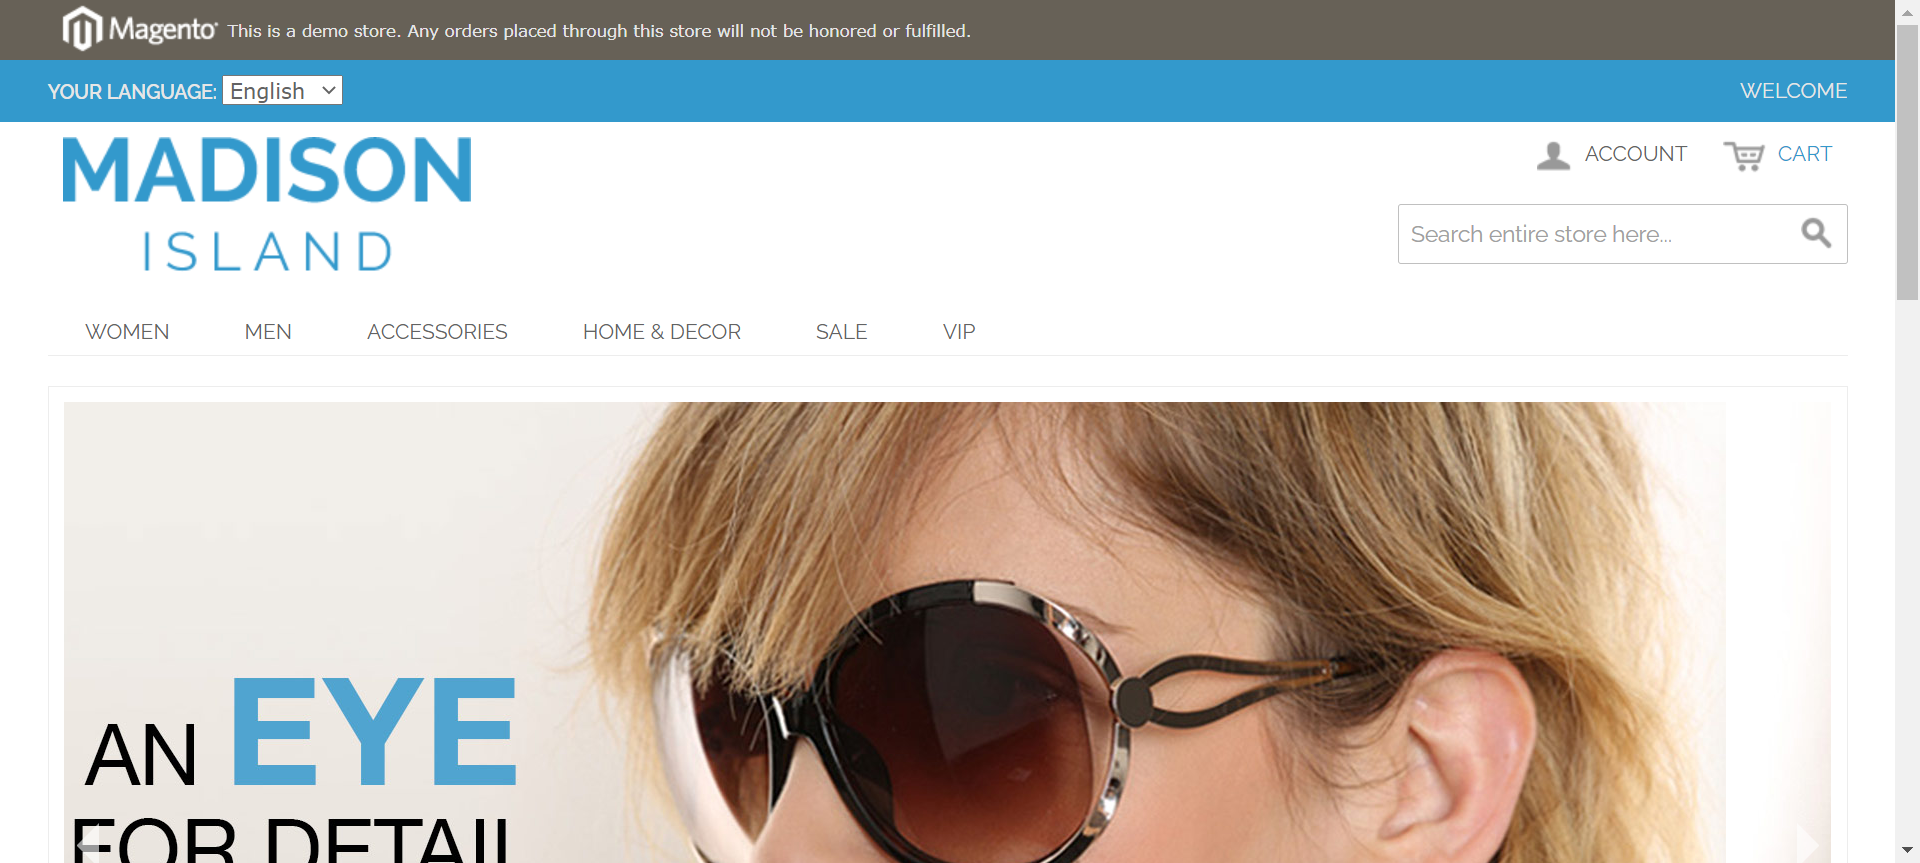 Magento This is a demo store. Any orders placed through this store will not be honored or fulfilled.
YOUR LANGUAGE: English
WELCOME
MADISON
ISLAND
ACCOUNT
CART
Search entire store here...
WOMEN MEN ACCESSORIES HOME & DECOR SALE VIP
AN EYE
FOR DETAIL